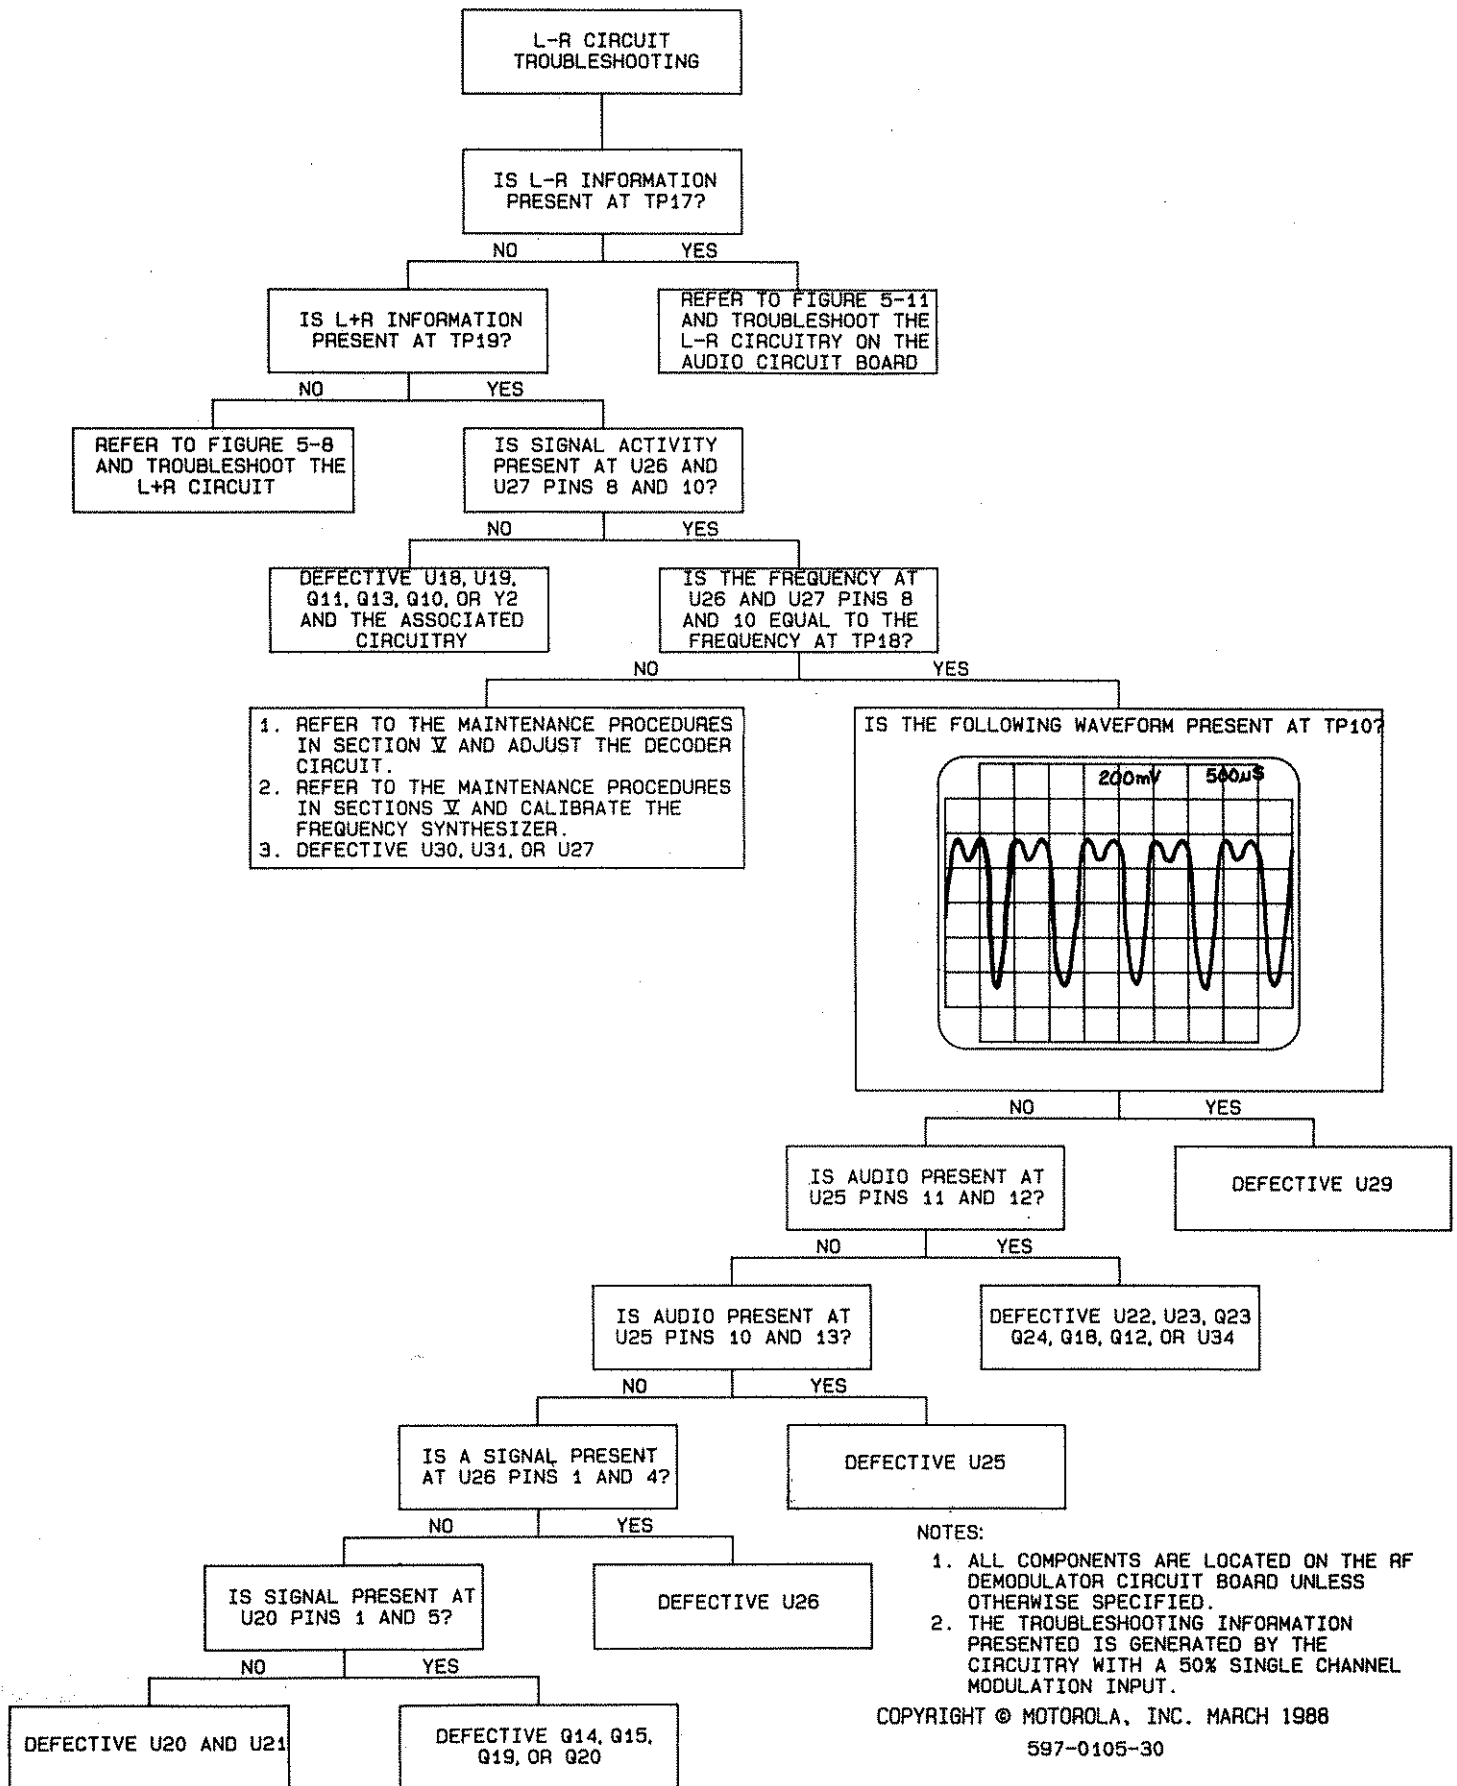 L-R CIRCUIT
TROUBLESHOOTING
IS L-R INFORMATION
PRESENT AT TP17?
NO
YES
IS L+R INFORMATION
PRESENT AT TP19?
REFER TO FIGURE 5-11
AND TROUBLESHOOT THE
L-R CIRCUITRY ON THE
AUDIO CIRCUIT BOARD
NO
YES
REFER TO FIGURE 5-8
AND TROUBLESHOOT THE
L+R CIRCUIT
IS SIGNAL ACTIVITY
PRESENT AT U26 AND
U27 PINS 8 AND 10?
NO
YES
DEFECTIVE U18, U19,
Q11, Q13, Q10, OR Y2
AND THE ASSOCIATED
CIRCUITRY
IS THE FREQUENCY AT
U26 AND U27 PINS 8
AND 10 EQUAL TO THE
FREQUENCY AT TP18?
NO
YES
1. REFER TO THE MAINTENANCE PROCEDURES
IN SECTION V AND ADJUST THE DECODER
CIRCUIT.
2. REFER TO THE MAINTENANCE PROCEDURES
IN SECTIONS V AND CALIBRATE THE
FREQUENCY SYNTHESIZER.
3. DEFECTIVE U30, U31, OR U27
IS THE FOLLOWING WAVEFORM PRESENT AT TP10?
200mV 500µS
NO
YES
IS AUDIO PRESENT AT
U25 PINS 11 AND 12?
DEFECTIVE U29
NO
YES
IS AUDIO PRESENT AT
U25 PINS 10 AND 13?
DEFECTIVE U22, U23, Q23
Q24, Q18, Q12, OR U34
NO
YES
IS A SIGNAL PRESENT
AT U26 PINS 1 AND 4?
DEFECTIVE U25
NO
YES
IS SIGNAL PRESENT AT
U20 PINS 1 AND 5?
DEFECTIVE U26
NO
YES
DEFECTIVE U20 AND U21
DEFECTIVE Q14, Q15,
Q19, OR Q20
NOTES:
1. ALL COMPONENTS ARE LOCATED ON THE RF
DEMODULATOR CIRCUIT BOARD UNLESS
OTHERWISE SPECIFIED.
2. THE TROUBLESHOOTING INFORMATION
PRESENTED IS GENERATED BY THE
CIRCUITRY WITH A 50% SINGLE CHANNEL
MODULATION INPUT.
COPYRIGHT © MOTOROLA, INC. MARCH 1988
597-0105-30